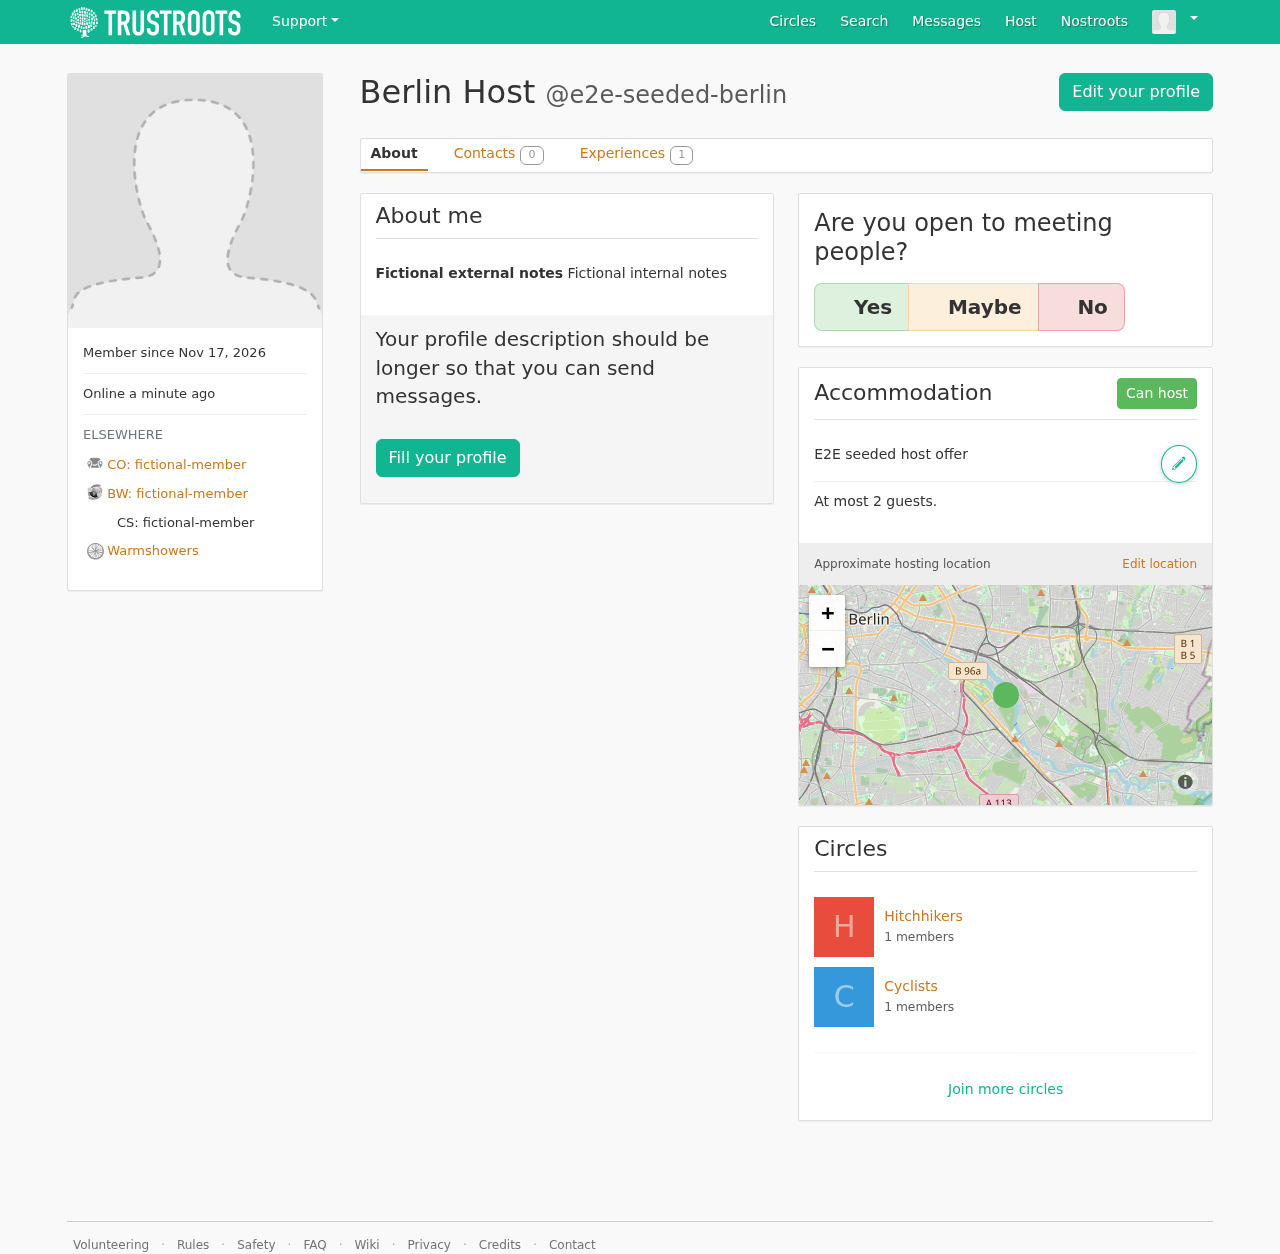 TRUSTROOTS
Support
Circles
Search
Messages
Host
Nostroots
Berlin Host @e2e-seeded-berlin
Edit your profile
About
Contacts 0
Experiences 1
Member since Nov 17, 2026
Online a minute ago
ELSEWHERE
CO: fictional-member
BW: fictional-member
CS: fictional-member
Warmshowers
About me
Fictional external notes Fictional internal notes
Your profile description should be
longer so that you can send
messages.
Fill your profile
Are you open to meeting
people?
Yes
Maybe
No
Accommodation
Can host
E2E seeded host offer
At most 2 guests.
Approximate hosting location
Edit location
+
−
Berlin
B 1
B 5
B 96a
A 113
Circles
H
Hitchhikers
1 members
C
Cyclists
1 members
Join more circles
Volunteering · Rules · Safety · FAQ · Wiki · Privacy · Credits · Contact